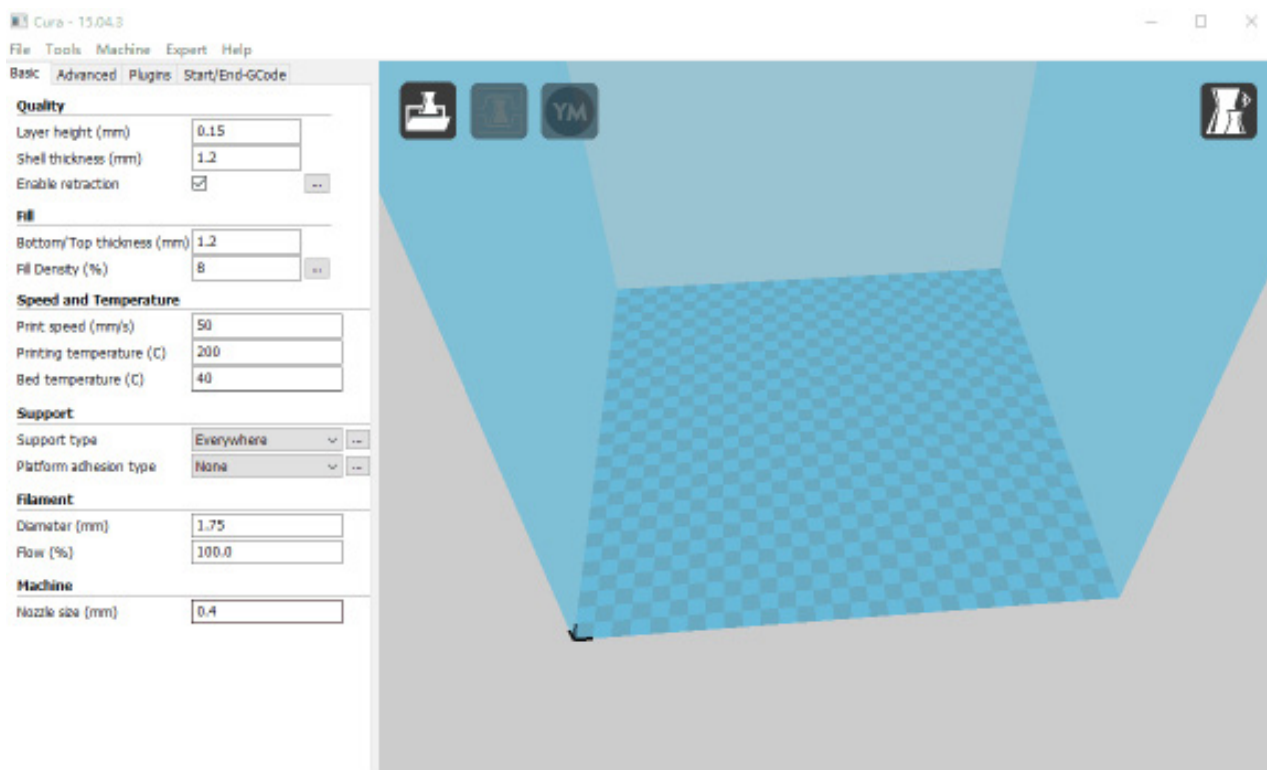 Cura - 15.04.3
File Tools Machine Expert Help
Basic Advanced Plugins Start/End-GCode
Quality
Layer height (mm) 0.15
Shell thickness (mm) 1.2
Enable retraction ...
Fill
Bottom/Top thickness (mm) 1.2
Fill Density (%) 8 ...
Speed and Temperature
Print speed (mm/s) 50
Printing temperature (C) 200
Bed temperature (C) 40
Support
Support type Everywhere ...
Platform adhesion type None ...
Filament
Diameter (mm) 1.75
Flow (%) 100.0
Machine
Nozzle size (mm) 0.4
YM